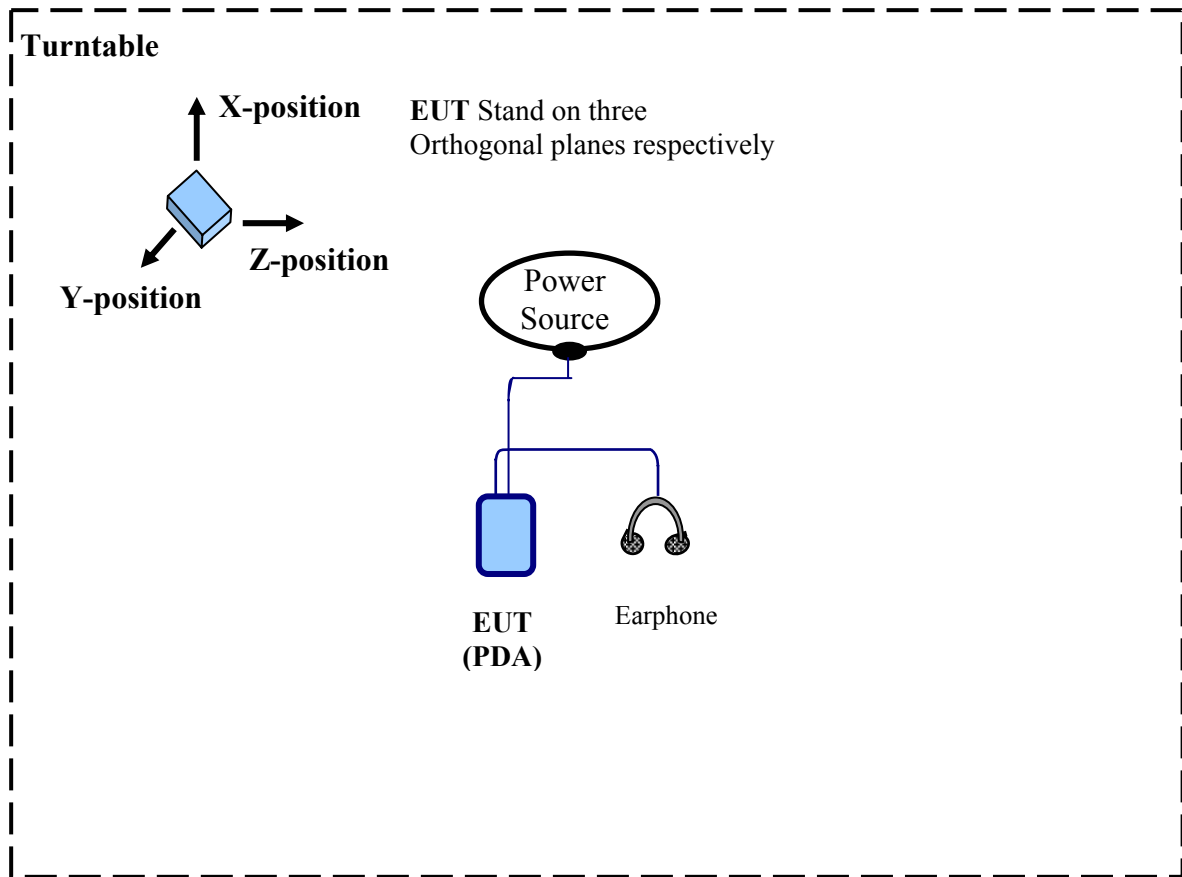 Turntable
X-position
EUT Stand on three
Orthogonal planes respectively
Z-position
Y-position
Power
Source
EUT
(PDA)
Earphone